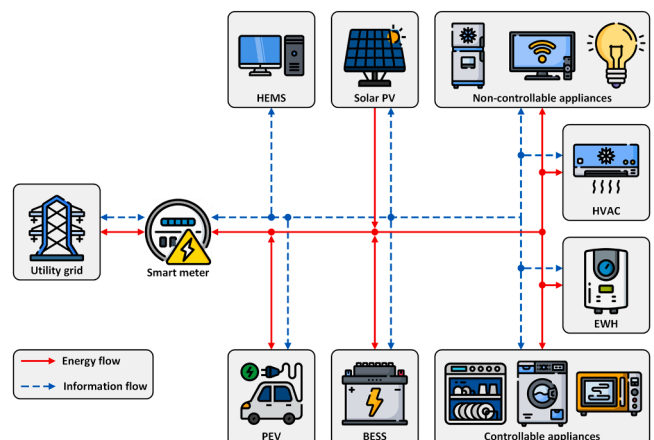 HEMS
Solar PV
Non-controllable appliances
HVAC
Utility grid
Smart meter
EWH
Energy flow
Information flow
PEV
BESS
Controllable appliances